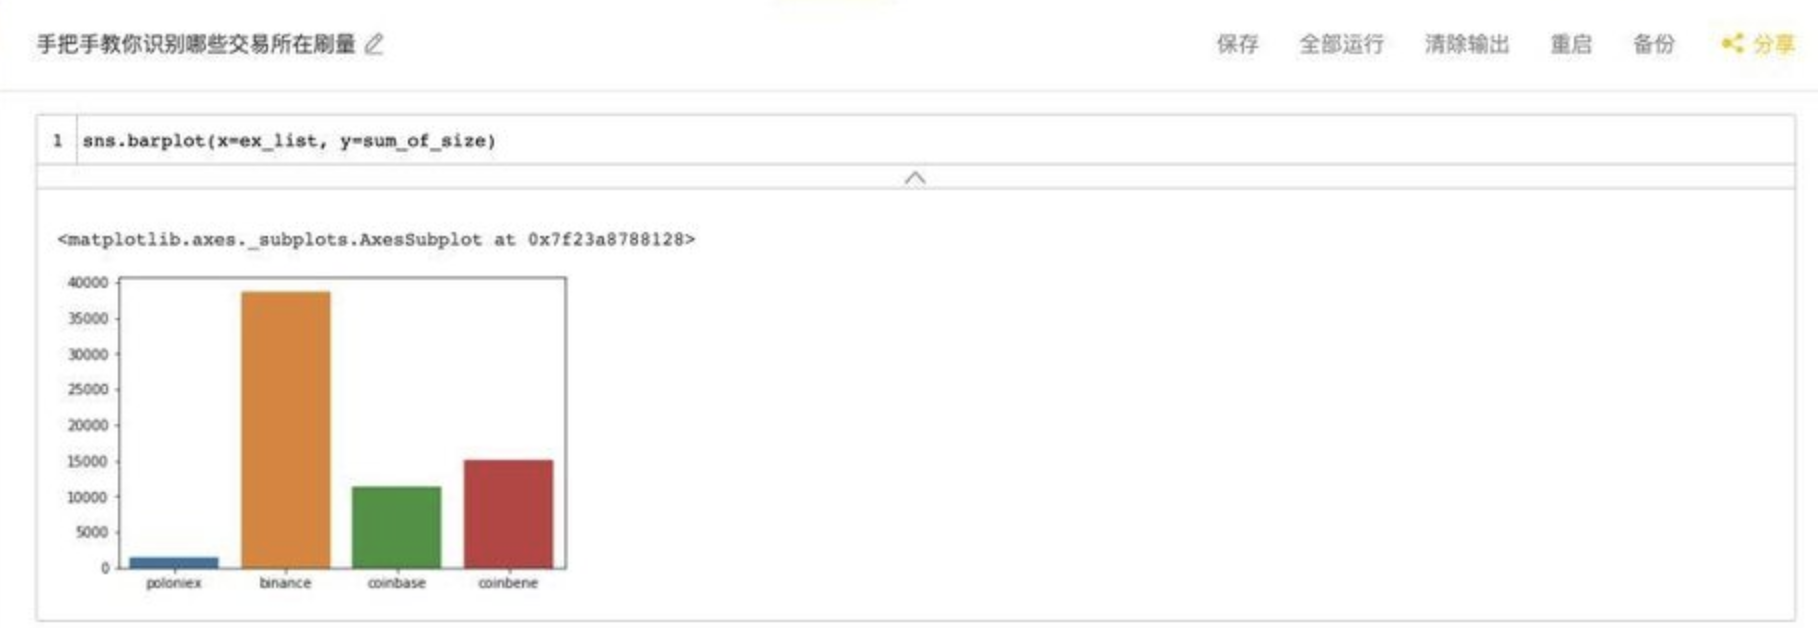 手把手教你识别哪些交易所在刷量 保存 全部运行 清除输出 重启 备份 分享
1 sns.barplot(x=ex_list, y=sum_of_size)
<matplotlib.axes._subplots.AxesSubplot at 0x7f23a8788128>
40000
35000
30000
25000
20000
15000
10000
5000
0
poloniex binance coinbase coinbene